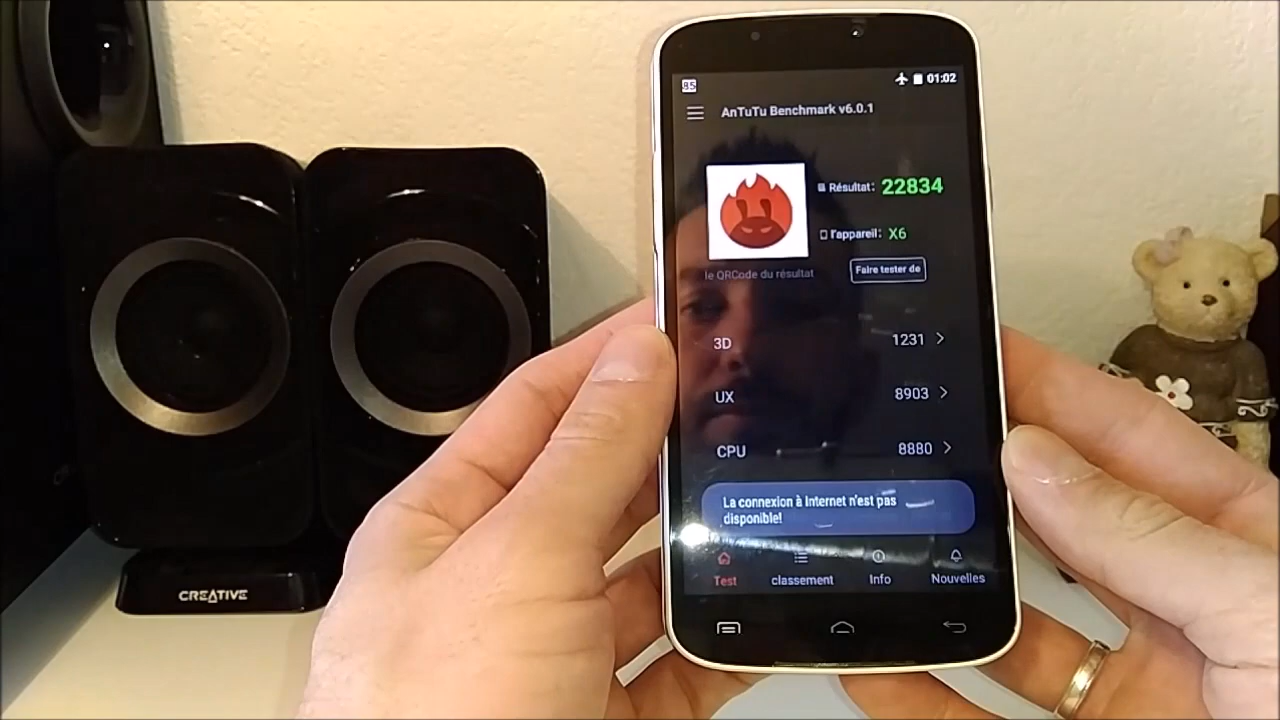 85
01:02
AnTuTu Benchmark v6.0.1
Résultat: 22834
l'appareil: X6
le QRCode du résultat
Faire tester de
3D 1231
UX 8903
CPU 8880
La connexion à Internet n'est pas
disponible!
Test classement Info Nouvelles
CREATIVE